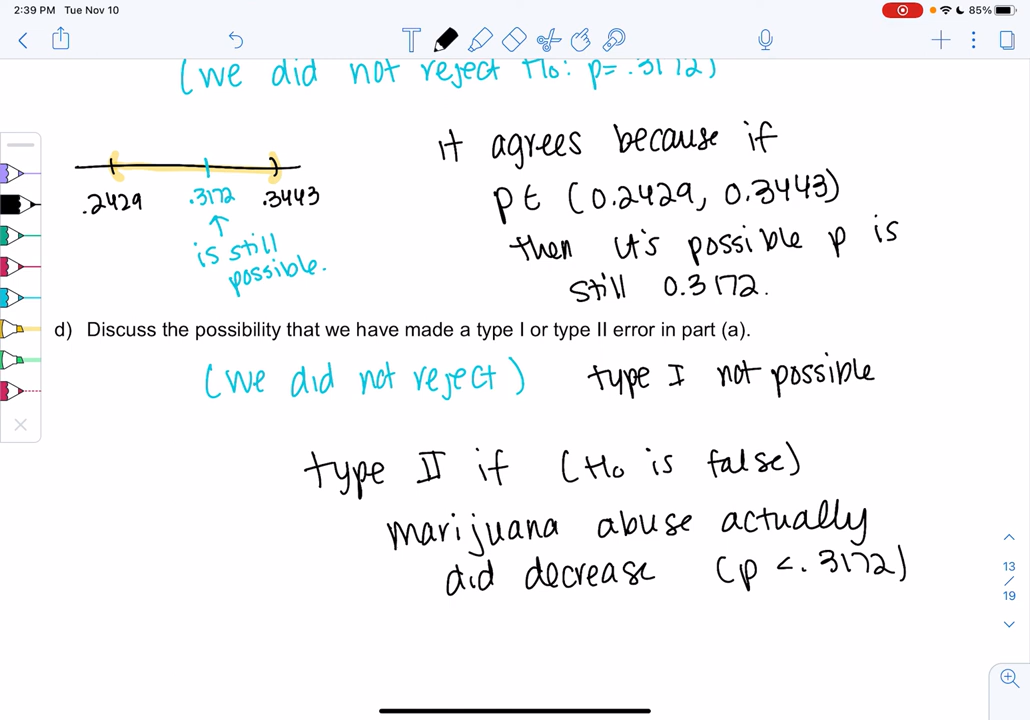 2:39 PM Tue Nov 10
85%
T
(we did not reject Ho: p=.3172)
it agrees because if
p ∈ (0.2429, 0.3443)
then it's possible p is
still 0.3172.
.2429 .3172 .3443
↑
is still
possible.
d) Discuss the possibility that we have made a type I or type II error in part (a).
(we did not reject) type I not possible
type II if (Ho is false)
marijuana abuse actually
did decrease (p <.3172)
13
/
19